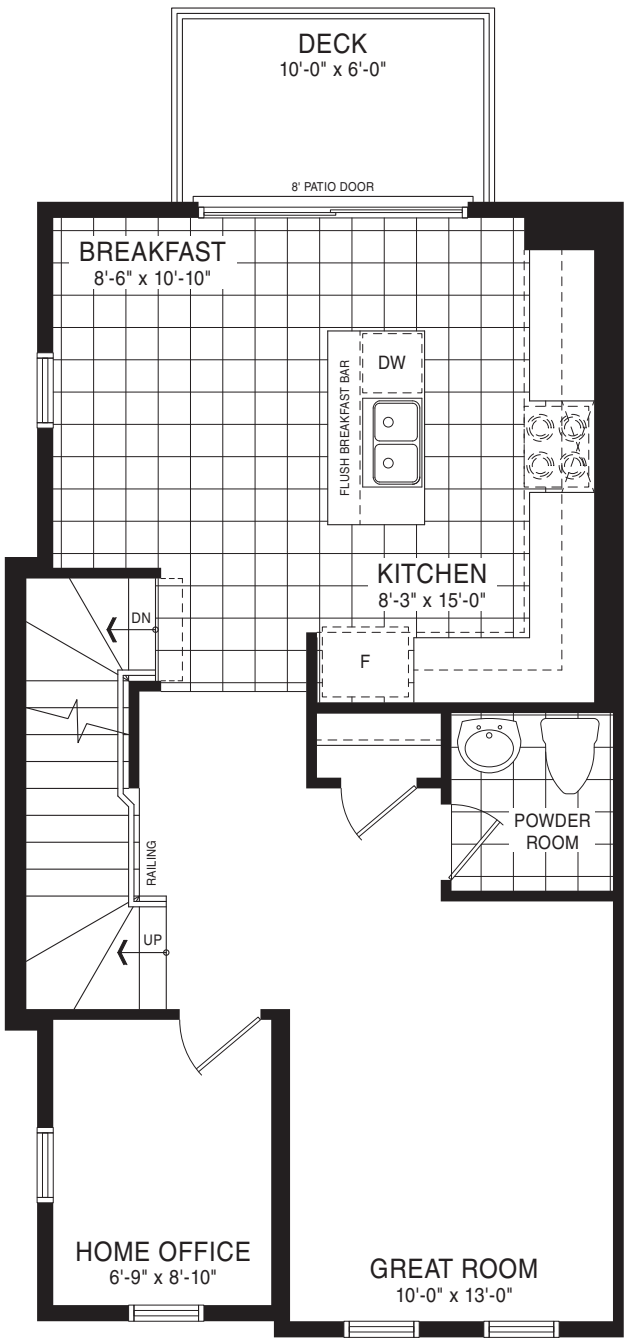 DECK
10'-0" x 6'-0"
8' PATIO DOOR
BREAKFAST
8'-6" x 10'-10"
DW
FLUSH BREAKFAST BAR
KITCHEN
8'-3" x 15'-0"
DN
F
POWDER
ROOM
RAILING
UP
HOME OFFICE
6'-9" x 8'-10"
GREAT ROOM
10'-0" x 13'-0"